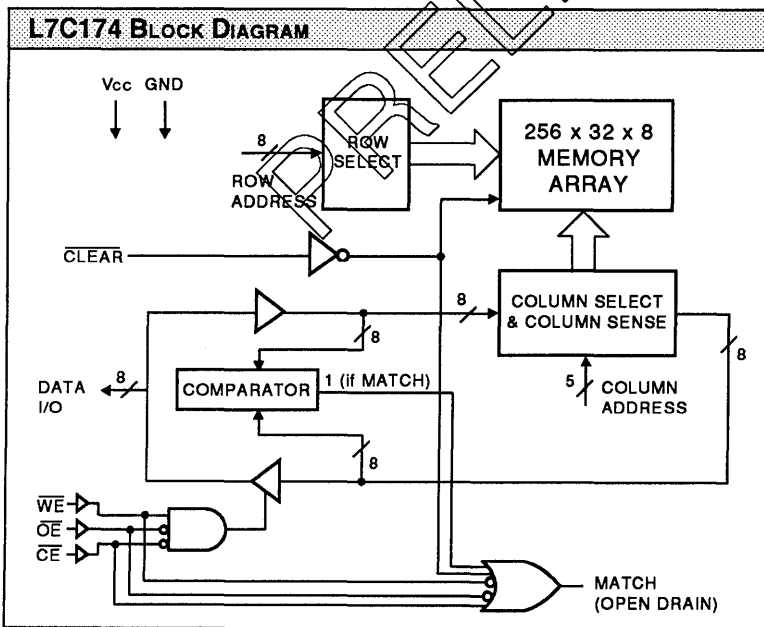 L7C174 BLOCK DIAGRAM
Vcc GND
8
ROW
ADDRESS
ROW
SELECT
256 x 32 x 8
MEMORY
ARRAY
CLEAR
8
8
COLUMN SELECT
& COLUMN SENSE
8
DATA
I/O
8
COMPARATOR
1 (if MATCH)
5
COLUMN
ADDRESS
8
WE
OE
CE
MATCH
(OPEN DRAIN)